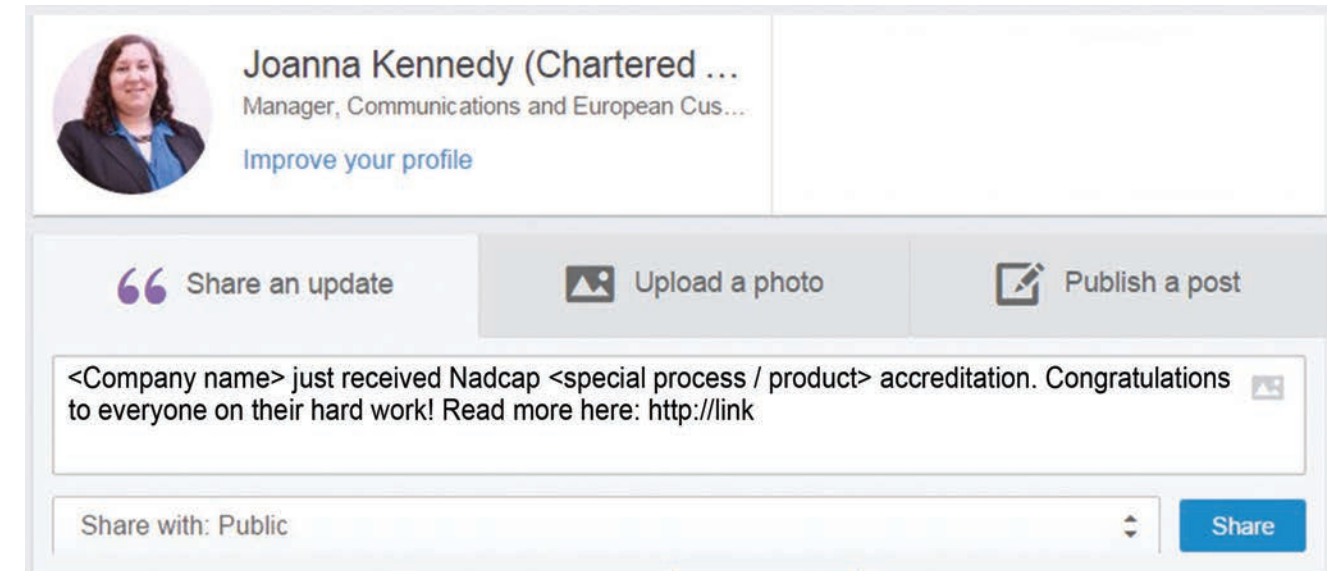 Joanna Kennedy (Chartered ...
Manager, Communications and European Cus...
Improve your profile
Share an update
Upload a photo
Publish a post
<Company name> just received Nadcap <special process / product> accreditation. Congratulations
to everyone on their hard work! Read more here: http://link
Share with: Public
Share